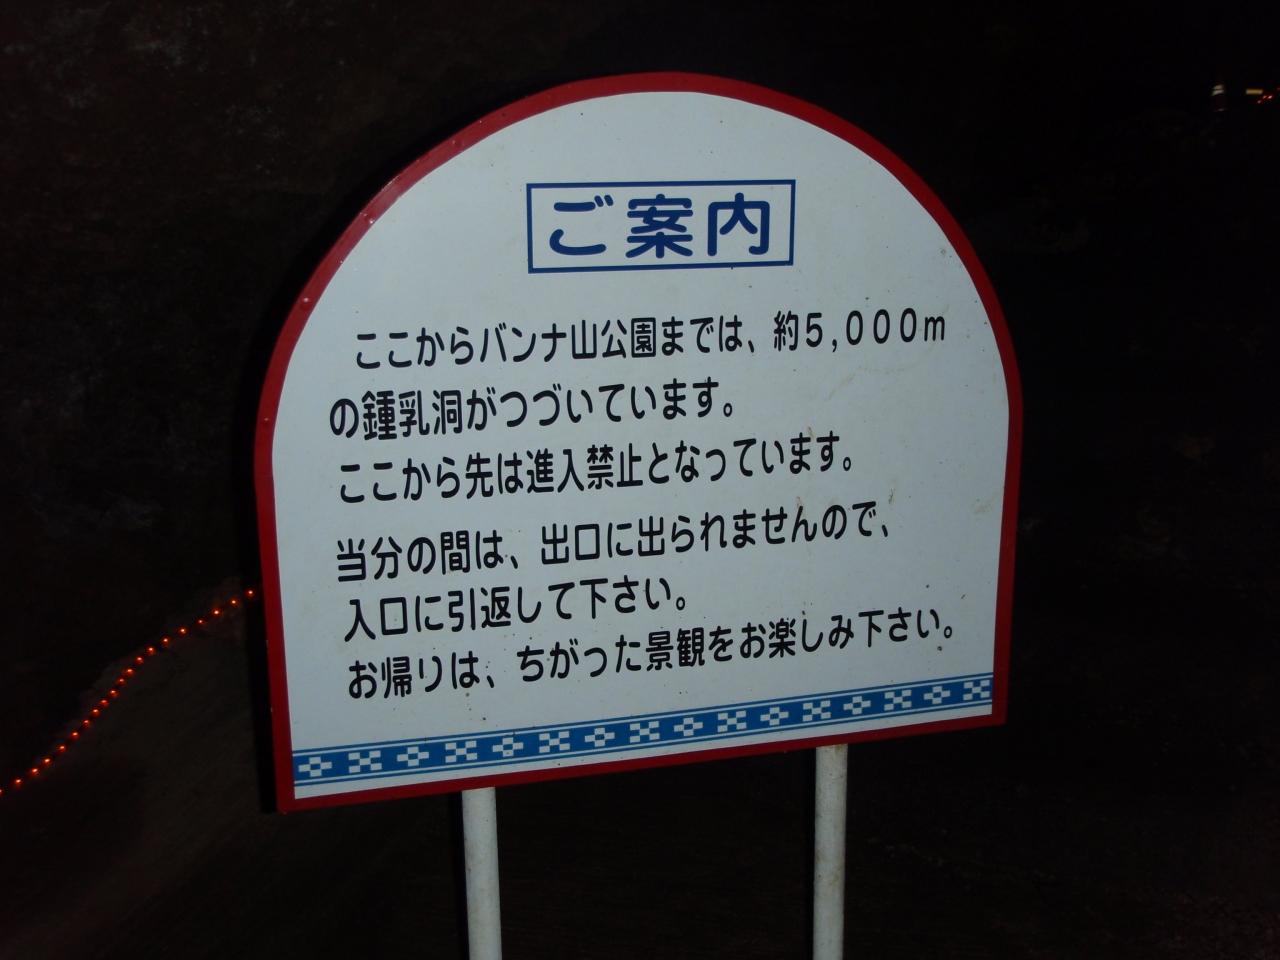 ご案内
ここからバンナ山公園までは、約5,000m
の鍾乳洞がつづいています。
ここから先は進入禁止となっています。
当分の間は、出口に出られませんので、
入口に引返して下さい。
お帰りは、ちがった景観をお楽しみ下さい。